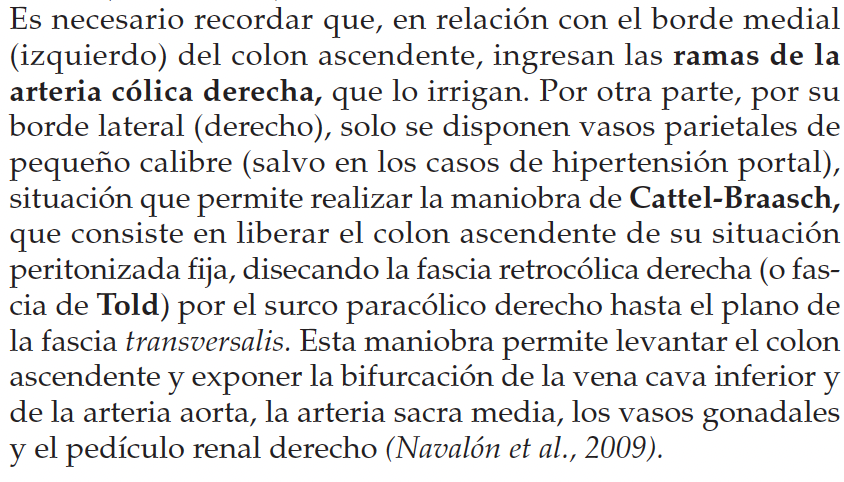 Es necesario recordar que, en relación con el borde medial
(izquierdo) del colon ascendente, ingresan las ramas de la
arteria cólica derecha, que lo irrigan. Por otra parte, por su
borde lateral (derecho), solo se disponen vasos parietales de
pequeño calibre (salvo en los casos de hipertensión portal),
situación que permite realizar la maniobra de Cattel-Braasch,
que consiste en liberar el colon ascendente de su situación
peritonizada fija, disecando la fascia retrocólica derecha (o fas-
cia de Told) por el surco paracólico derecho hasta el plano de
la fascia transversalis. Esta maniobra permite levantar el colon
ascendente y exponer la bifurcación de la vena cava inferior y
de la arteria aorta, la arteria sacra media, los vasos gonadales
y el pedículo renal derecho (Navalón et al., 2009).